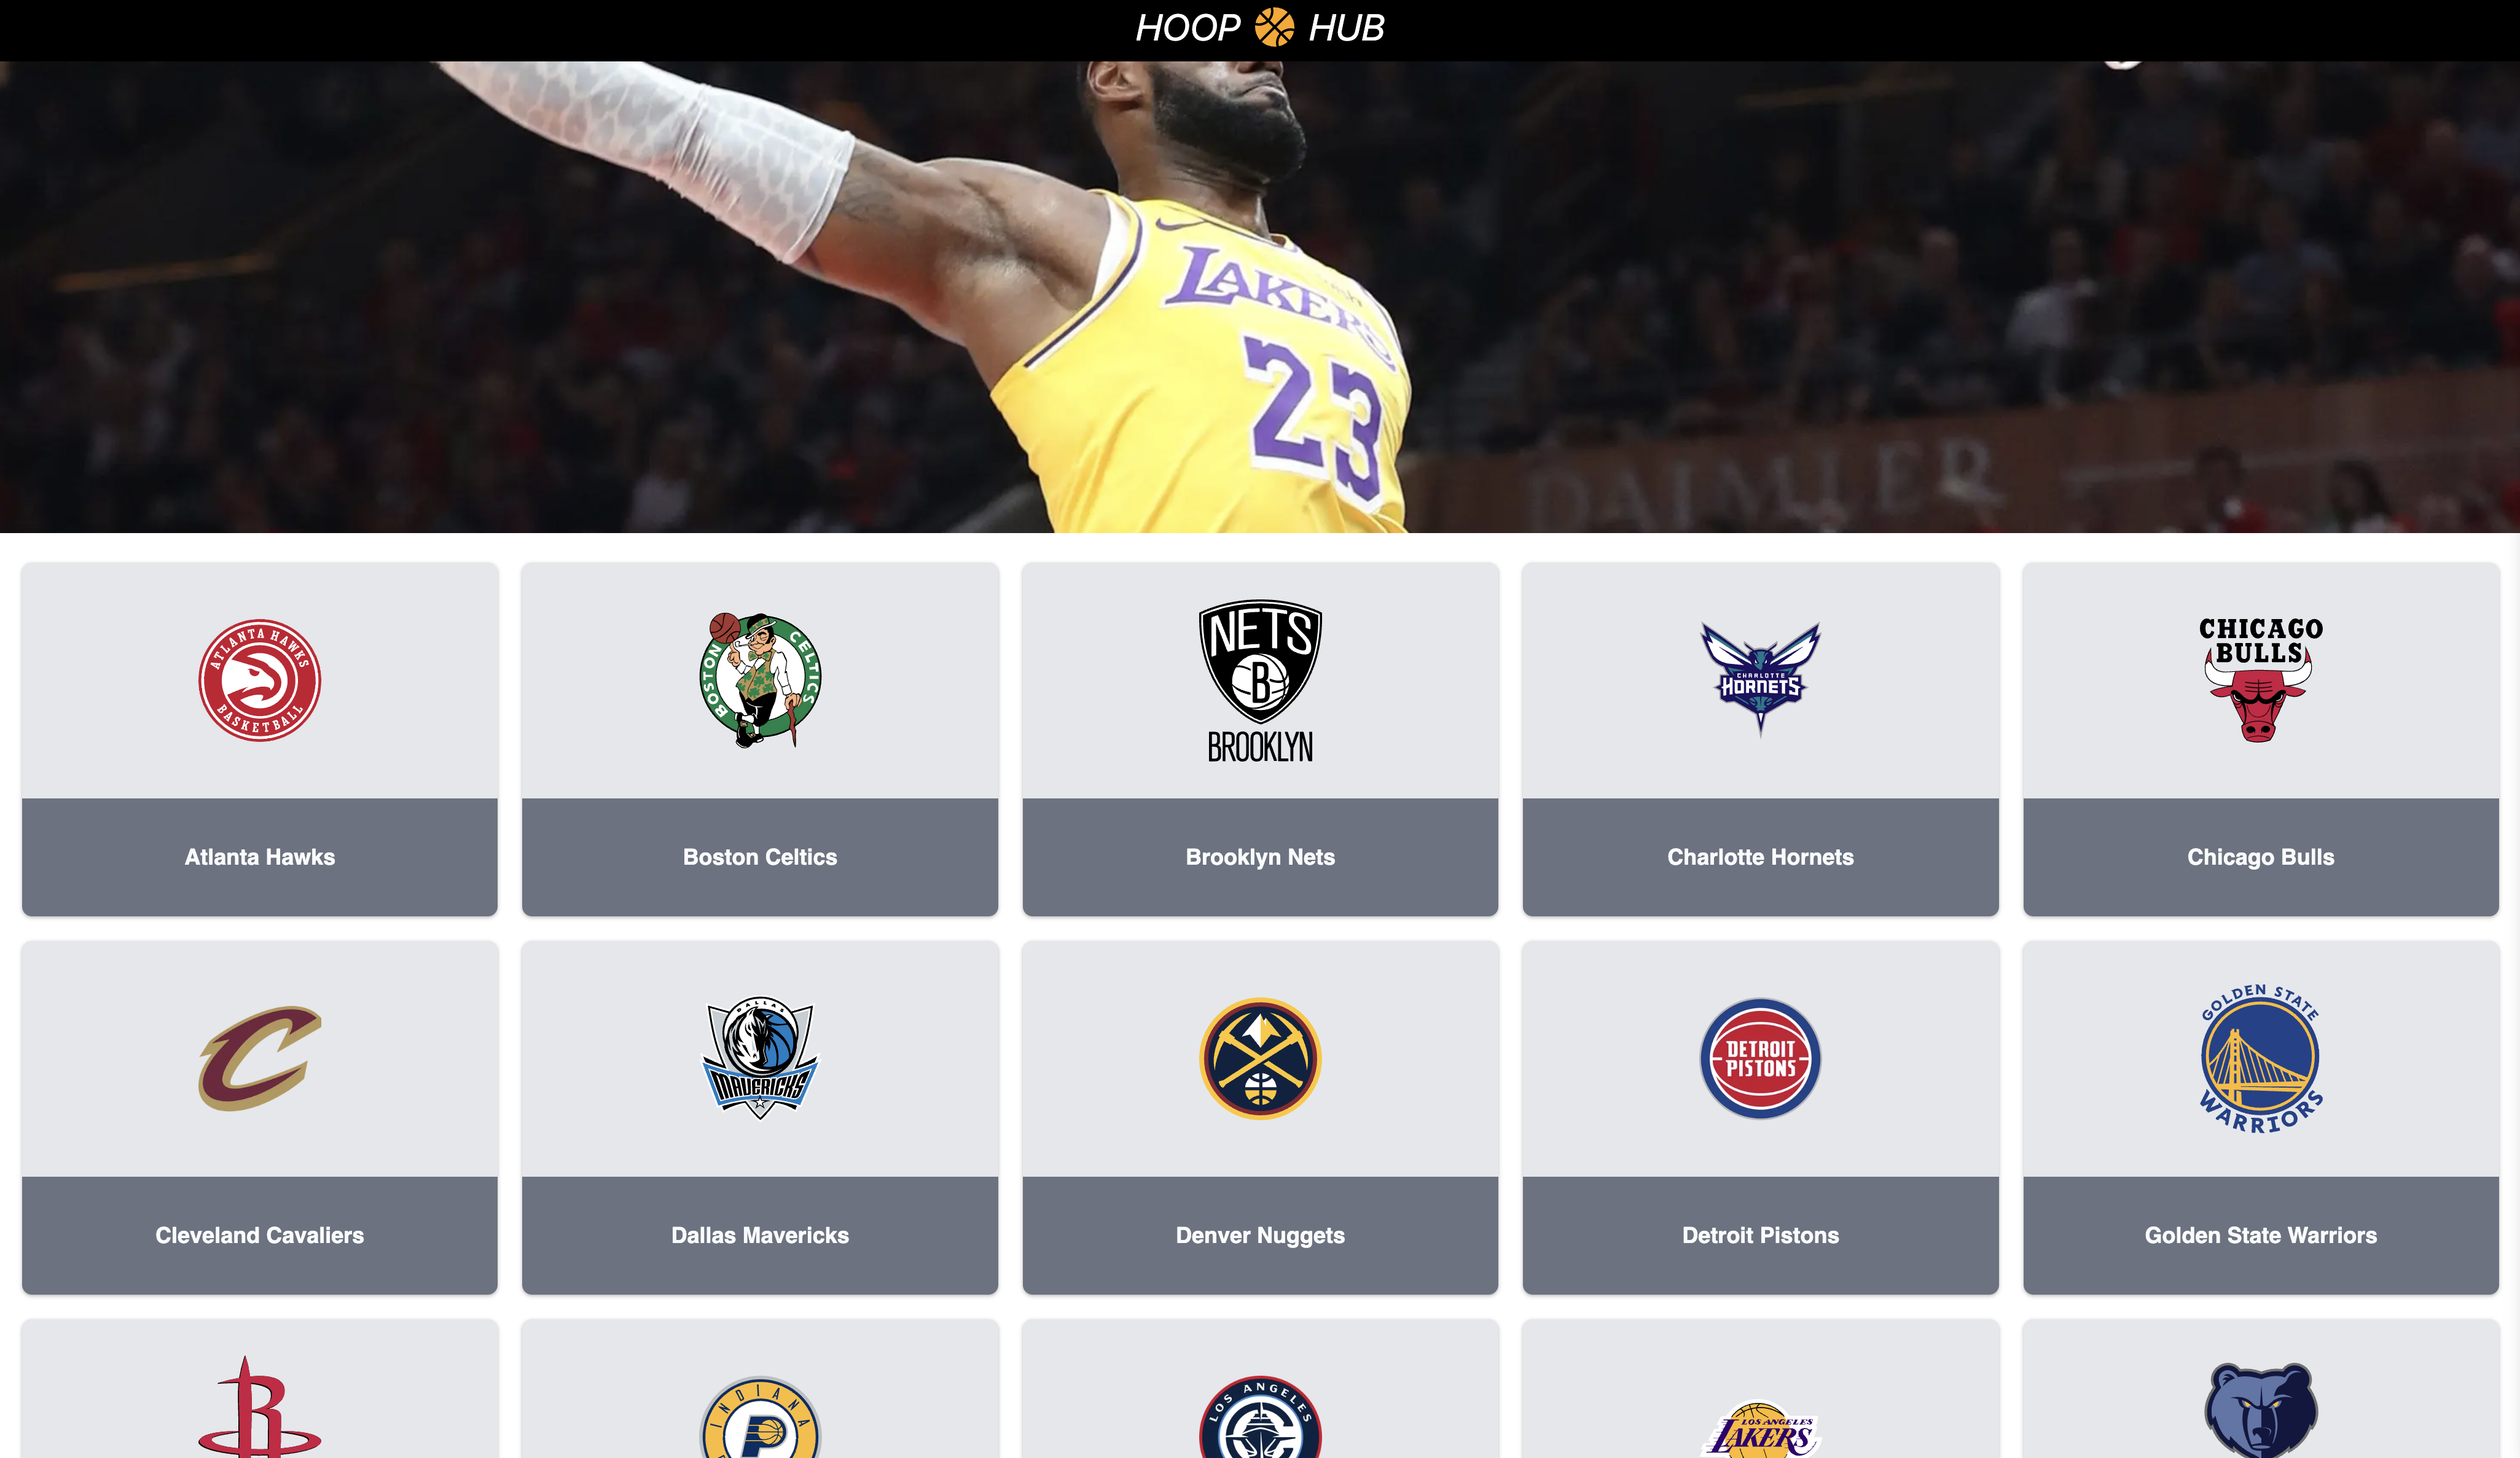 HOOP HUB
LAKERS
23
DAIMLER
ATLANTA HAWKS
BASKETBALL
BOSTON CELTICS
NETS
B
BROOKLYN
CHARLOTTE
HORNETS
CHICAGO
BULLS
Atlanta Hawks
Boston Celtics
Brooklyn Nets
Charlotte Hornets
Chicago Bulls
C
DALLAS
MAVERICKS
DETROIT
PISTONS
GOLDEN STATE
WARRIORS
Cleveland Cavaliers
Dallas Mavericks
Denver Nuggets
Detroit Pistons
Golden State Warriors
R
INDIANA
P
LOS ANGELES
C
LOS ANGELES
LAKERS